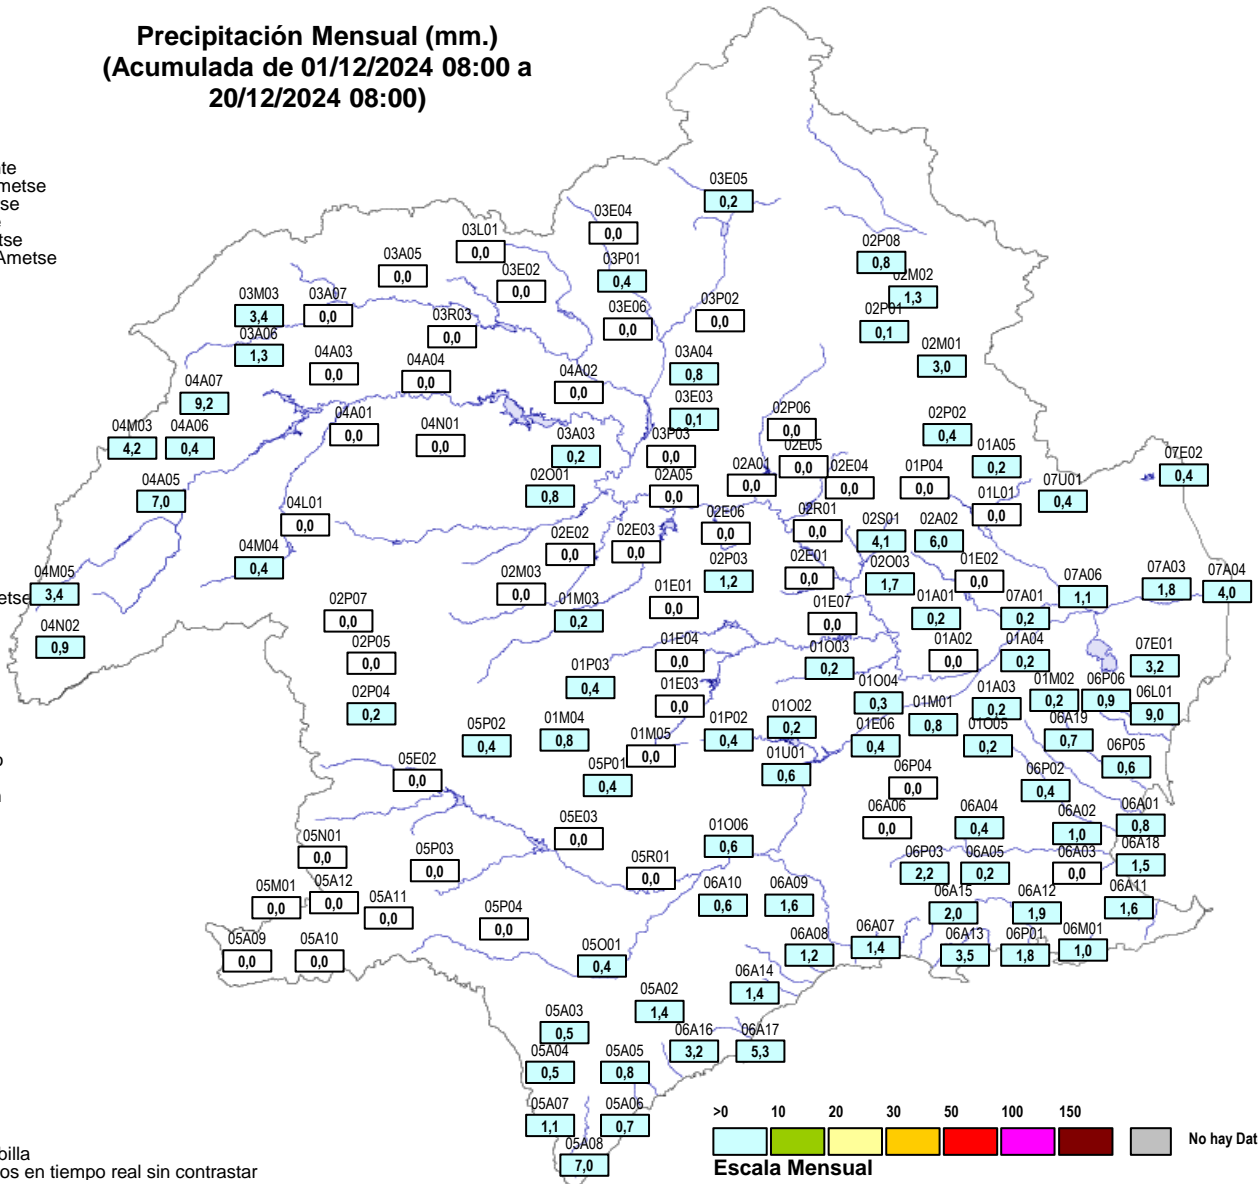 Precipitación Mensual (mm.)
(Acumulada de 01/12/2024 08:00 a
20/12/2024 08:00)
03E05
0,2
03E04
0,0
03L01
0,0
03A05
0,0
03E02
0,0
03P01
0,4
02P08
0,8
02M02
1,3
03M03
3,4
03A07
0,0
03R03
0,0
03E06
0,0
03P02
0,0
02P01
0,1
03A06
1,3
04A03
0,0
04A04
0,0
04A02
0,0
03A04
0,8
02M01
3,0
04A07
9,2
04A01
0,0
04N01
0,0
03E03
0,1
02P06
0,0
02P02
0,4
04M03
4,2
04A06
0,4
03A03
0,2
03P03
0,0
02E05
0,0
01A05
0,2
07E02
0,4
04A05
7,0
02O01
0,8
02A05
0,0
02A01
0,0
02E04
0,0
01P04
0,0
07U01
0,4
04L01
0,0
01L01
0,0
02E06
0,0
02R01
0,0
02S01
4,1
02A02
6,0
02E02
0,0
02E03
0,0
04M04
0,4
02P03
1,2
02E01
0,0
02O03
1,7
01E02
0,0
04M05
3,4
02M03
0,0
07A06
1,1
07A03
1,8
07A04
4,0
02P07
0,0
01M03
0,2
01E01
0,0
01E07
0,0
01A01
0,2
07A01
0,2
04N02
0,9
02P05
0,0
01E04
0,0
01O03
0,2
01A02
0,0
01A04
0,2
07E01
3,2
01P03
0,4
01E03
0,0
01O04
0,3
01A03
0,2
01M02
0,2
06P06
0,9
06L01
9,0
02P04
0,2
01O02
0,2
01M01
0,8
05P02
0,4
01M04
0,8
01M05
0,0
01P02
0,4
01E06
0,4
01O05
0,2
06A19
0,7
06P05
0,6
05E02
0,0
05P01
0,4
01U01
0,6
06P04
0,0
06P02
0,4
05E03
0,0
06A06
0,0
06A04
0,4
06A02
1,0
06A01
0,8
05N01
0,0
05P03
0,0
01O06
0,6
06P03
2,2
06A05
0,2
06A03
0,0
06A18
1,5
05R01
0,0
05M01
0,0
05A12
0,0
05A11
0,0
06A10
0,6
06A09
1,6
06A15
2,0
06A12
1,9
06A11
1,6
05P04
0,0
05A09
0,0
05A10
0,0
05O01
0,4
06A08
1,2
06A07
1,4
06A13
3,5
06P01
1,8
06M01
1,0
06A14
1,4
05A02
1,4
05A03
0,5
06A16
3,2
06A17
5,3
05A04
0,5
05A05
0,8
05A07
1,1
05A06
0,7
05A08
7,0
>0 10 20 30 50 100 150
No hay Dat
Escala Mensual
os en tiempo real sin contrastar